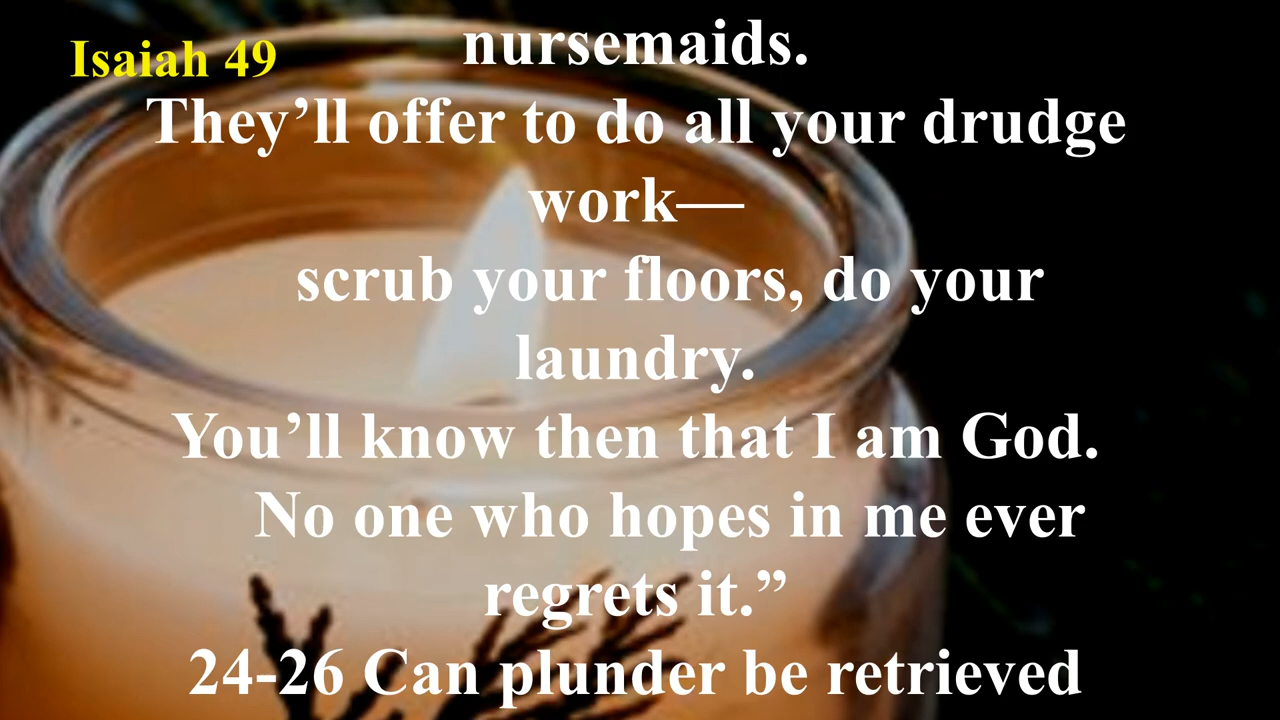 Isaiah 49
nursemaids.
They’ll offer to do all your drudge
work—
scrub your floors, do your
laundry.
You’ll know then that I am God.
No one who hopes in me ever
regrets it.”
24-26 Can plunder be retrieved